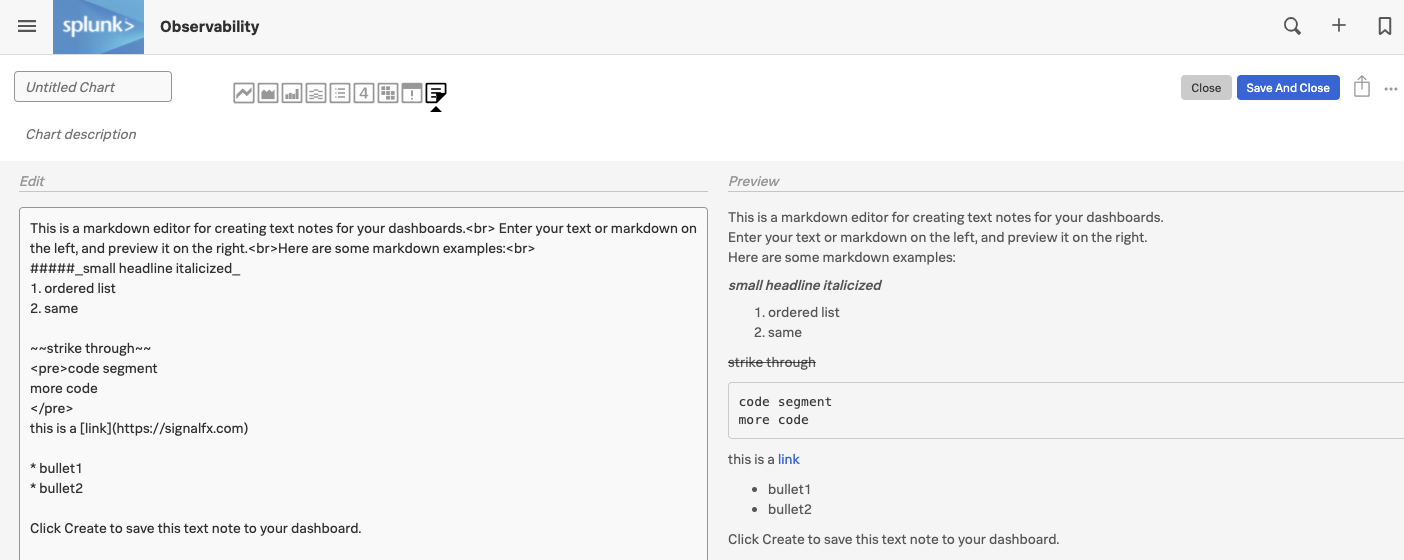 splunk>
Observability
Untitled Chart
4
Close
Save And Close
Chart description
Edit
This is a markdown editor for creating text notes for your dashboards.<br> Enter your text or markdown on
the left, and preview it on the right.<br>Here are some markdown examples:<br>
#####_small headline italicized_
1. ordered list
2. same
~~strike through~~
<pre>code segment
more code
</pre>
this is a [link](https://signalfx.com)
* bullet1
* bullet2
Click Create to save this text note to your dashboard.
Preview
This is a markdown editor for creating text notes for your dashboards.
Enter your text or markdown on the left, and preview it on the right.
Here are some markdown examples:
small headline italicized
1. ordered list
2. same
strike through
code segment
more code
this is a link
• bullet1
• bullet2
Click Create to save this text note to your dashboard.